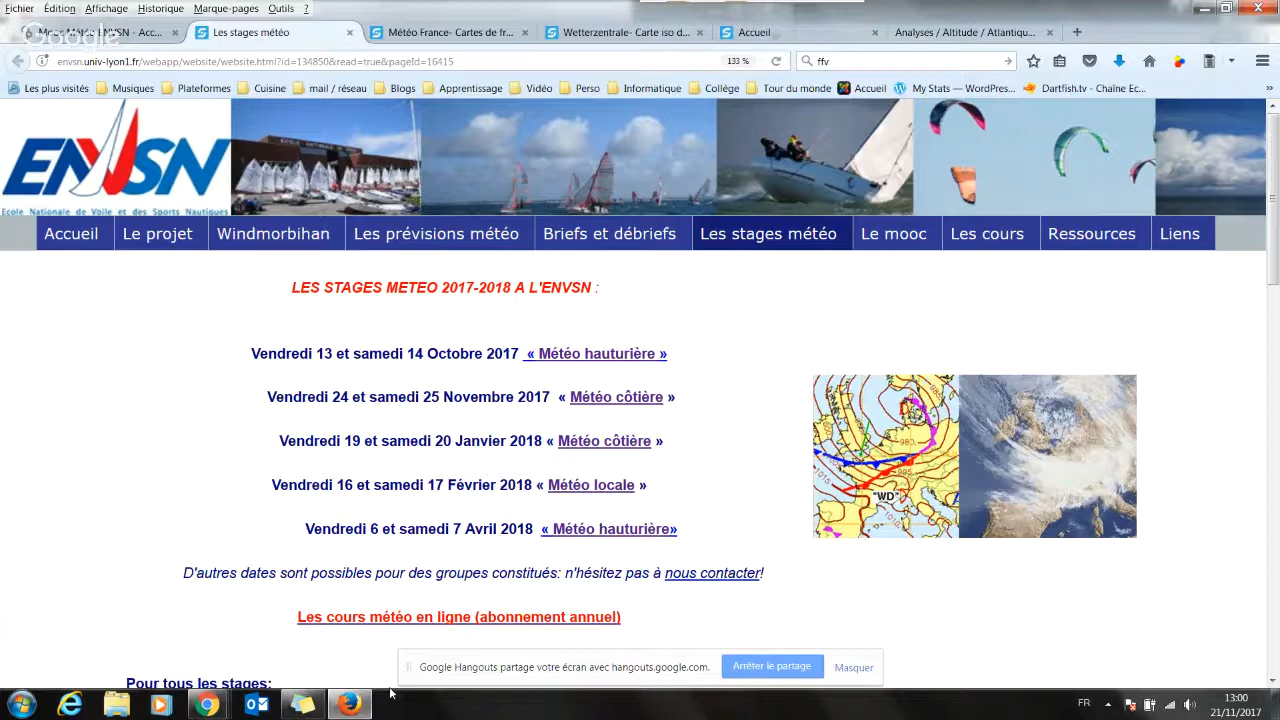 Fichier Édition Affichage Historique Marque-pages Outils ?
Google
Les stages météo
Météo France- Cartes de fr...
Wetterzentrale- Carte iso d...
Accueil
Analyses / Altitude / Atlantiqu...
envsn.univ-lyon1.fr/webapp/website/website.html?id=134850&read=true&pageId=16415
133 %
ffv
Les plus visités Musiques Plateformes Cuisine mail / réseau Blogs Apprentissage Vidéo Perso Informatique Collège Tour du monde Accueil My Stats — WordPress... Dartfish.tv — Chaîne Ec...
ENVSN
Ecole Nationale de Voile et des Sports Nautiques
Accueil Le projet Windmorbihan Les prévisions météo Briefs et débriefs Les stages météo Le mooc Les cours Ressources Liens
LES STAGES METEO 2017-2018 A L'ENVSN :
Vendredi 13 et samedi 14 Octobre 2017 « Météo hauturière »
Vendredi 24 et samedi 25 Novembre 2017 « Météo côtière »
Vendredi 19 et samedi 20 Janvier 2018 « Météo côtière »
Vendredi 16 et samedi 17 Février 2018 « Météo locale »
Vendredi 6 et samedi 7 Avril 2018 « Météo hauturière»
980.
995.
1015.
"WD"
D'autres dates sont possibles pour des groupes constitués: n'hésitez pas à nous contacter!
Les cours météo en ligne (abonnement annuel)
Google Hangouts partage votre écran avec hangouts.google.com. Arrêter le partage Masquer
Pour tous les stages:
FR
13:00
21/11/2017